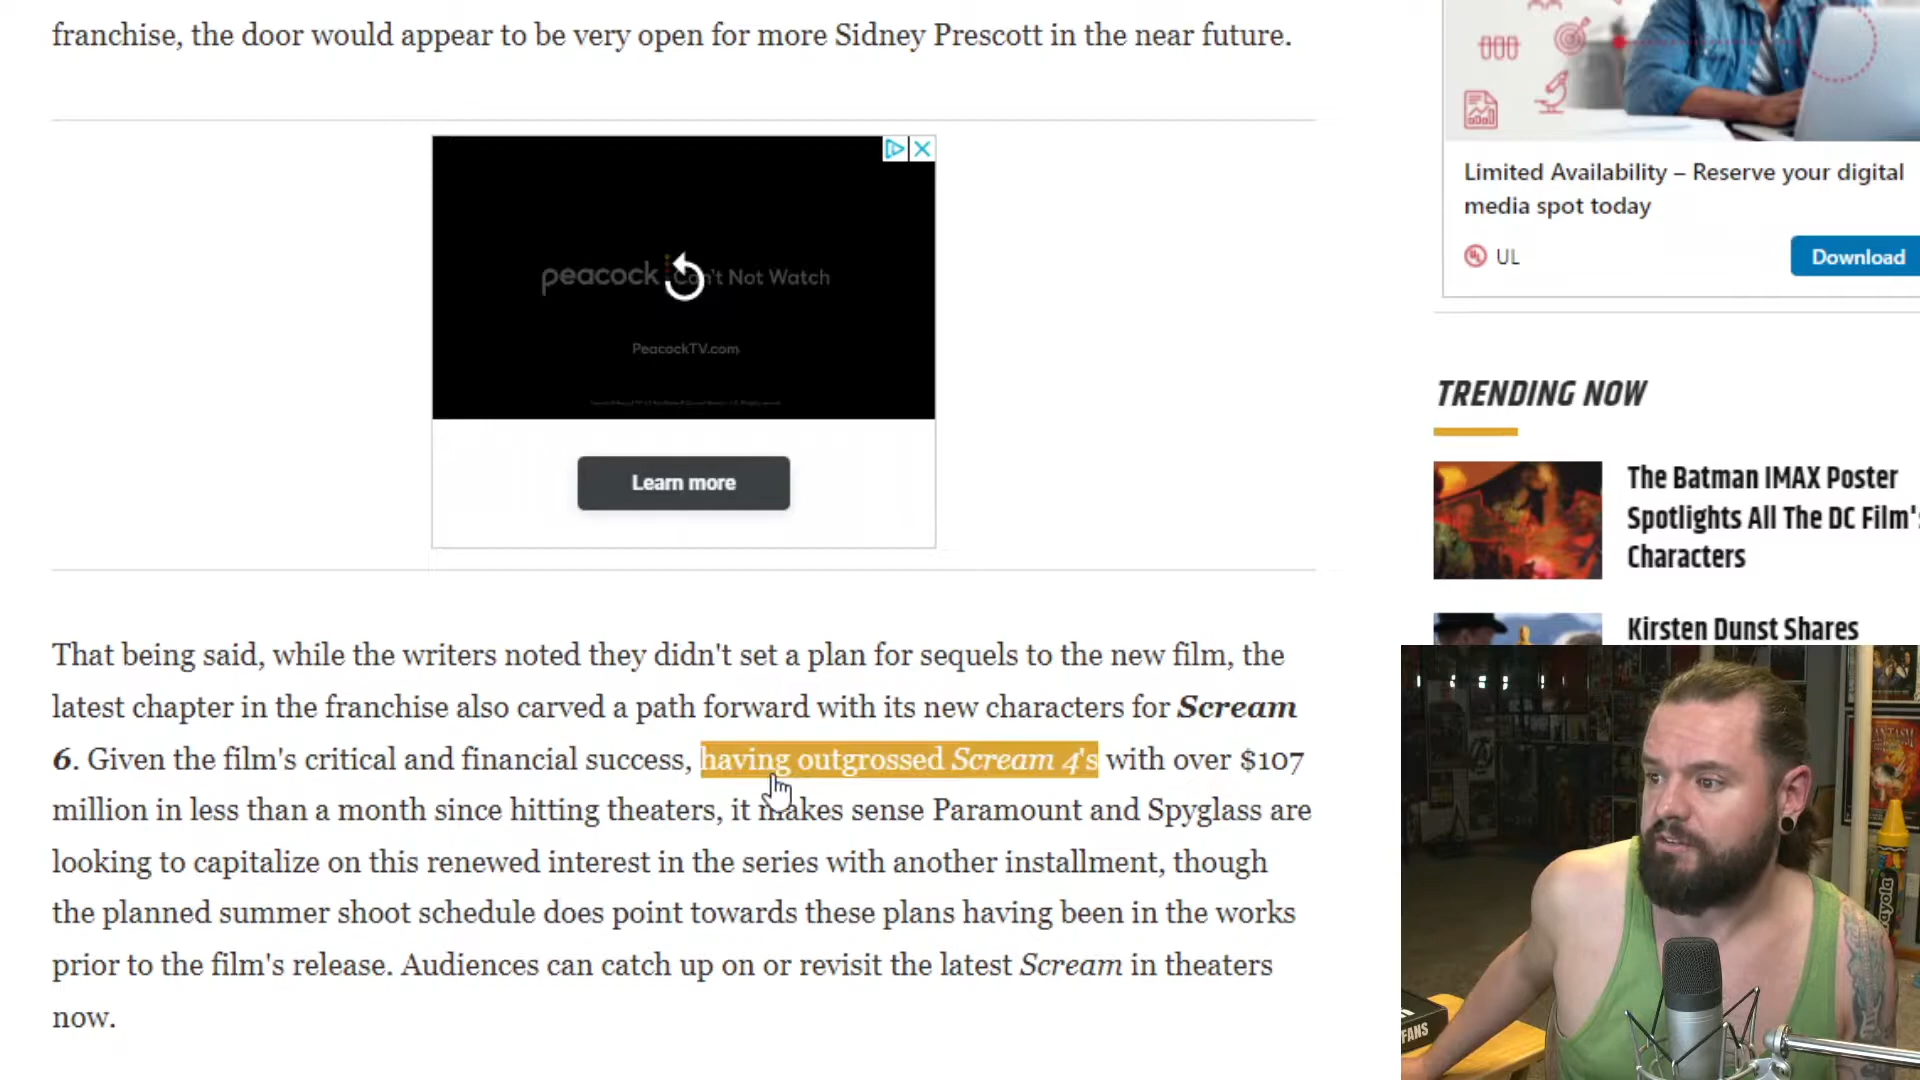 franchise, the door would appear to be very open for more Sidney Prescott in the near future.
peacock Can't Not Watch
PeacockTV.com
Learn more
Limited Availability – Reserve your digital
media spot today
UL
Download
TRENDING NOW
The Batman IMAX Poster
Spotlights All The DC Film's
Characters
Kirsten Dunst Shares
That being said, while the writers noted they didn't set a plan for sequels to the new film, the
latest chapter in the franchise also carved a path forward with its new characters for Scream
6. Given the film's critical and financial success, having outgrossed Scream 4's with over $107
million in less than a month since hitting theaters, it makes sense Paramount and Spyglass are
looking to capitalize on this renewed interest in the series with another installment, though
the planned summer shoot schedule does point towards these plans having been in the works
prior to the film's release. Audiences can catch up on or revisit the latest Scream in theaters
now.
FANS